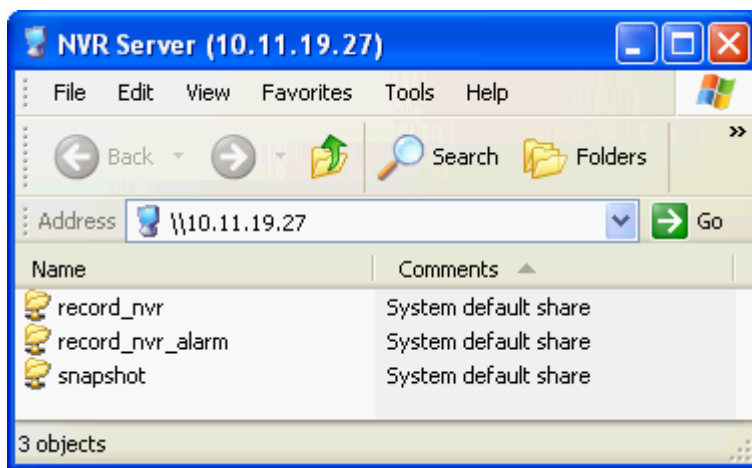 NVR Server (10.11.19.27)
File Edit View Favorites Tools Help
Back Search Folders »
Address \\10.11.19.27 Go
Name Comments
record_nvr System default share
record_nvr_alarm System default share
snapshot System default share
3 objects